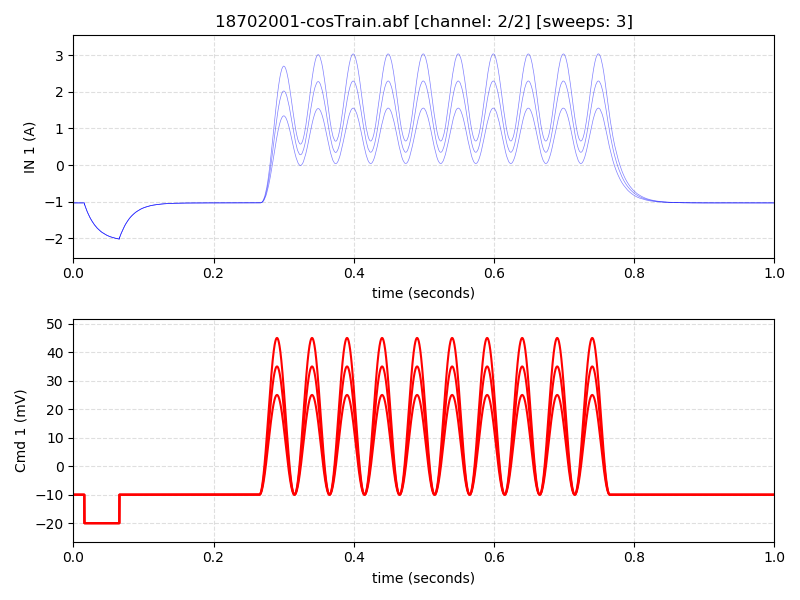 18702001-cosTrain.abf [channel: 2/2] [sweeps: 3]
IN 1 (A)
3
2
1
0
−1
−2
0.0 0.2 0.4 0.6 0.8 1.0
time (seconds)
Cmd 1 (mV)
50
40
30
20
10
0
−10
−20
0.0 0.2 0.4 0.6 0.8 1.0
time (seconds)